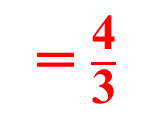 = 4/3